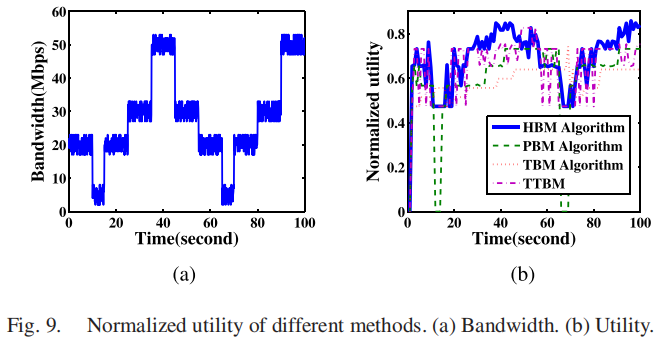 60
50
40
30
20
10
0
Bandwidth(Mbps)
0 20 40 60 80 100
Time(second)
(a)
0.8
0.6
0.4
0.2
0
Normalized utility
HBM Algorithm
PBM Algorithm
TBM Algorithm
TTBM
0 20 40 60 80 100
Time(second)
(b)
Fig. 9. Normalized utility of different methods. (a) Bandwidth. (b) Utility.